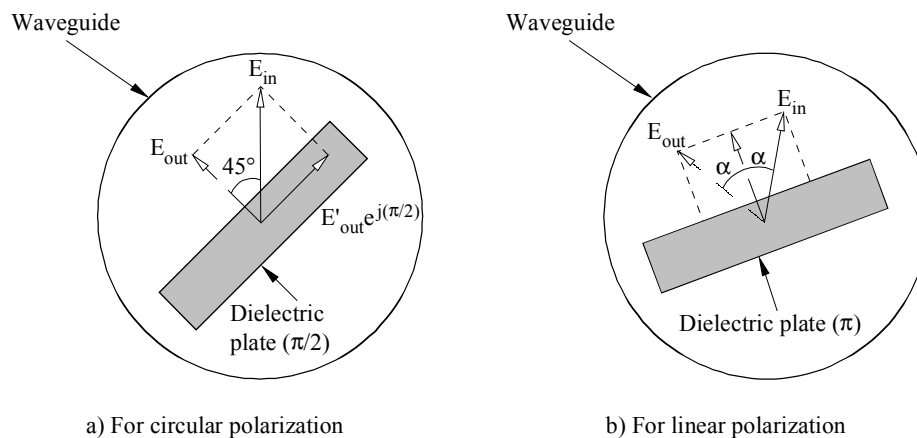 Waveguide
E_in
E_out
45°
E'_out e^j(π/2)
Dielectric
plate (π/2)
a) For circular polarization
Waveguide
E_in
E_out
α α
Dielectric plate (π)
b) For linear polarization